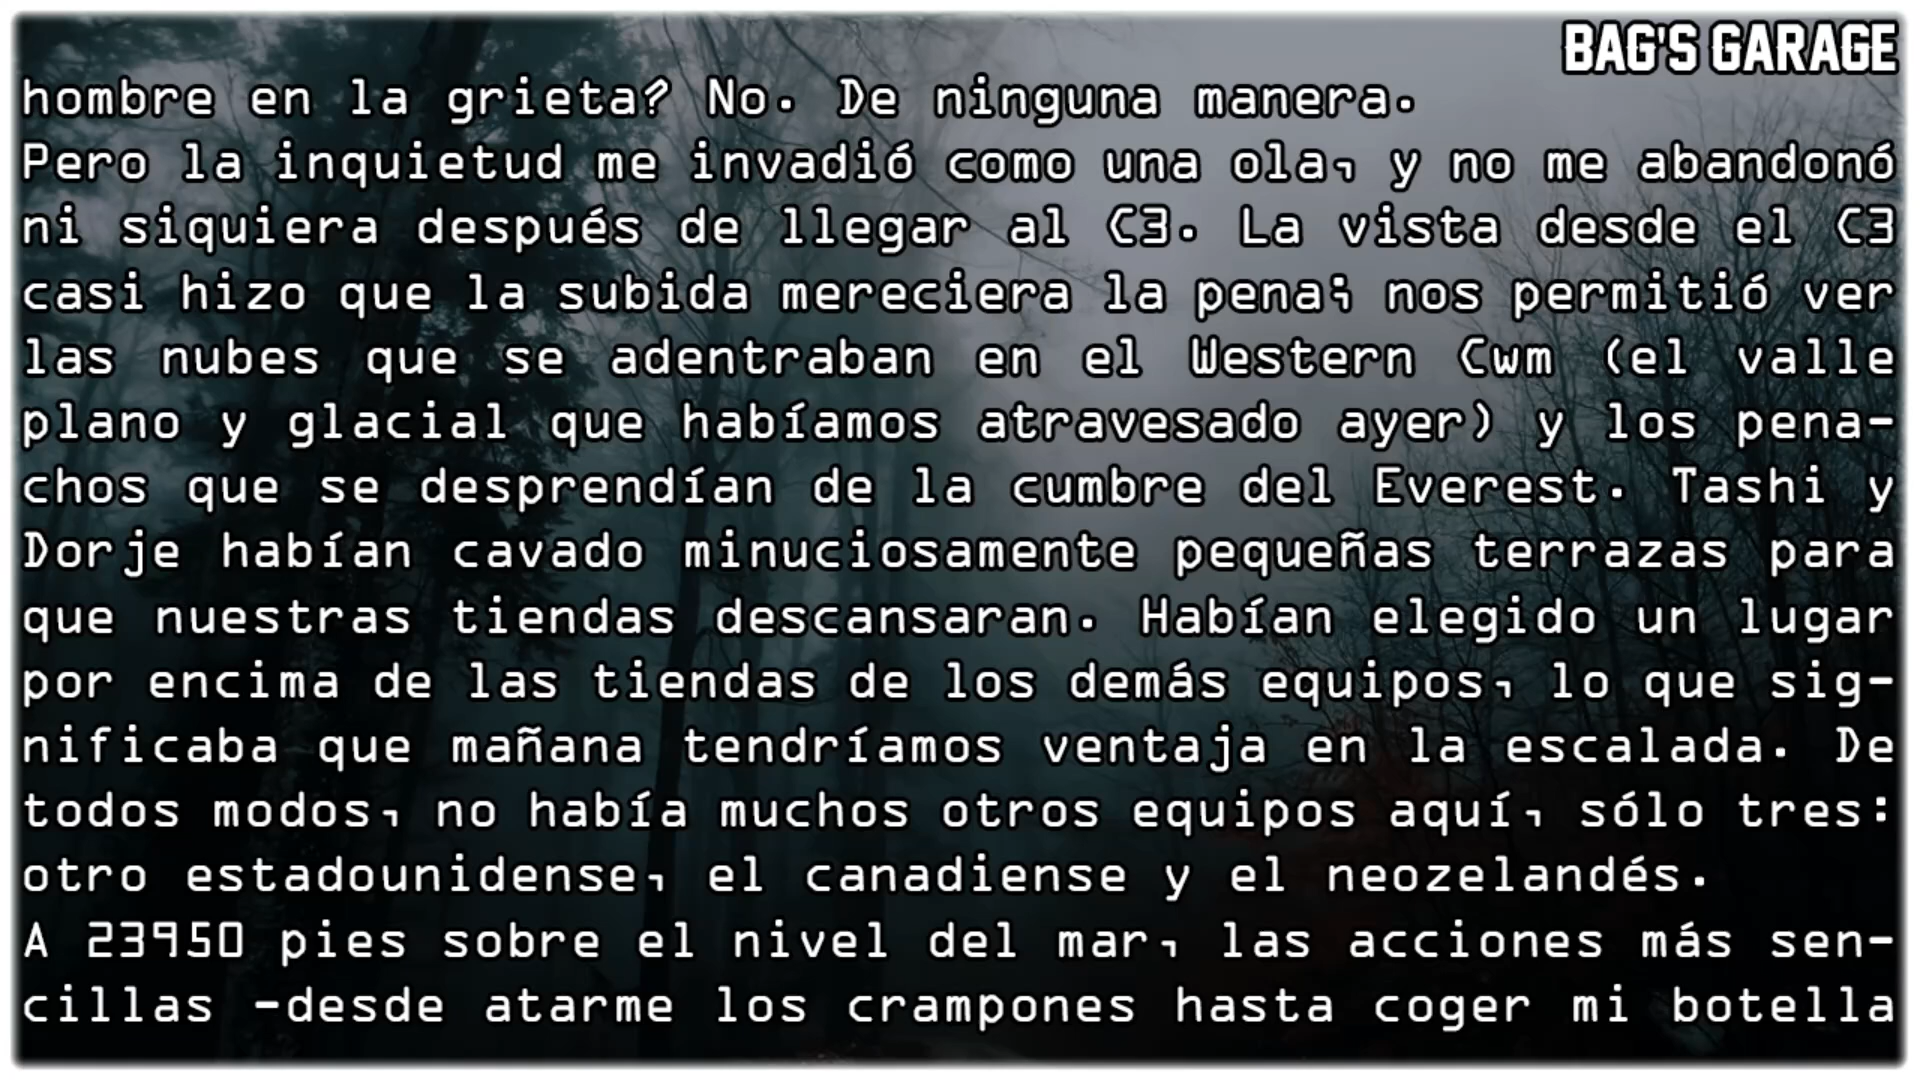 BAG'S GARAGE
hombre en la grieta? No. De ninguna manera.
Pero la inquietud me invadió como una ola, y no me abandonó
ni siquiera después de llegar al C3. La vista desde el C3
casi hizo que la subida mereciera la pena; nos permitió ver
las nubes que se adentraban en el Western Cwm (el valle
plano y glacial que habíamos atravesado ayer) y los pena-
chos que se desprendían de la cumbre del Everest. Tashi y
Dorje habían cavado minuciosamente pequeñas terrazas para
que nuestras tiendas descansaran. Habían elegido un lugar
por encima de las tiendas de los demás equipos, lo que sig-
nificaba que mañana tendríamos ventaja en la escalada. De
todos modos, no había muchos otros equipos aquí, sólo tres:
otro estadounidense, el canadiense y el neozelandés.
A 23950 pies sobre el nivel del mar, las acciones más sen-
cillas -desde atarme los crampones hasta coger mi botella